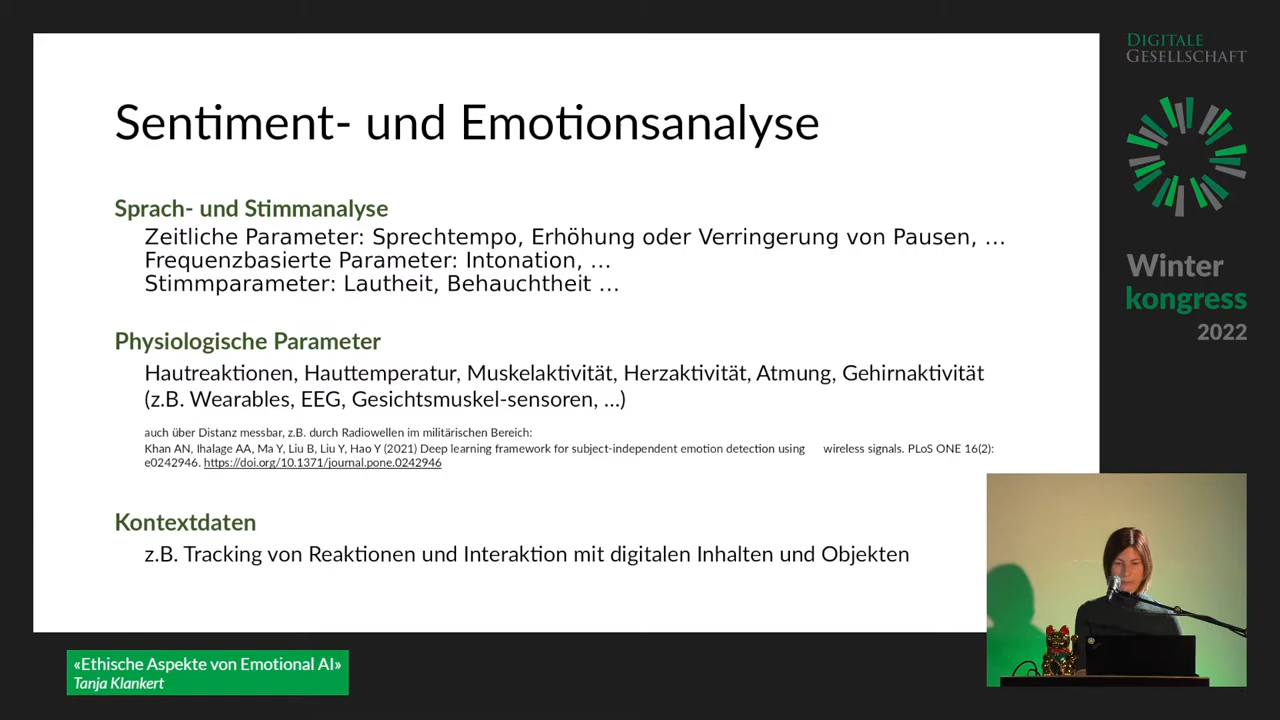 Sentiment- und Emotionsanalyse
Sprach- und Stimmanalyse
Zeitliche Parameter: Sprechtempo, Erhöhung oder Verringerung von Pausen, …
Frequenzbasierte Parameter: Intonation, …
Stimmparameter: Lautheit, Behauchtheit …
Physiologische Parameter
Hautreaktionen, Hauttemperatur, Muskelaktivität, Herzaktivität, Atmung, Gehirnaktivität
(z.B. Wearables, EEG, Gesichtsmuskel-sensoren, …)
auch über Distanz messbar, z.B. durch Radiowellen im militärischen Bereich:
Khan AN, Ihalage AA, Ma Y, Liu B, Liu Y, Hao Y (2021) Deep learning framework for subject-independent emotion detection using wireless signals. PLoS ONE 16(2):
e0242946. https://doi.org/10.1371/journal.pone.0242946
Kontextdaten
z.B. Tracking von Reaktionen und Interaktion mit digitalen Inhalten und Objekten
DIGITALE
GESELLSCHAFT
Winter
kongress
2022
«Ethische Aspekte von Emotional AI»
Tanja Klankert